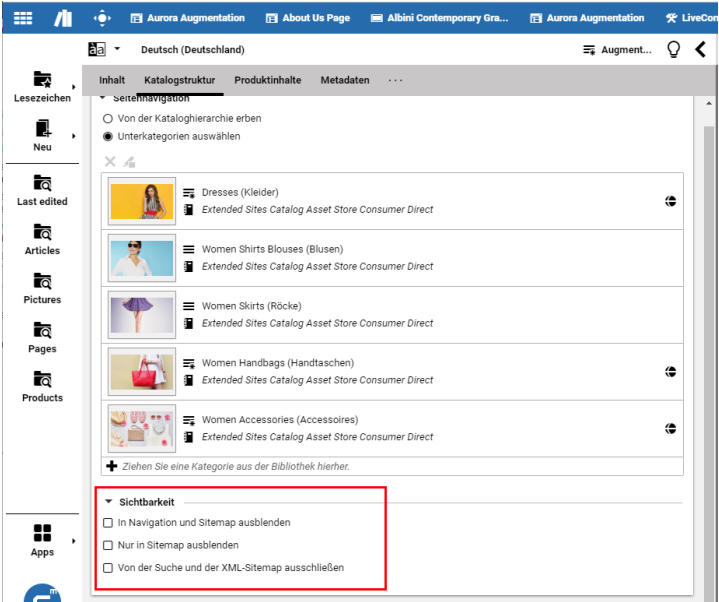 Aurora Augmentation
About Us Page
Albini Contemporary Gra...
Aurora Augmentation
LiveCon
Deutsch (Deutschland)
Augment...
Inhalt
Katalogstruktur
Produktinhalte
Metadaten
...
Lesezeichen
Neu
Last edited
Articles
Pictures
Pages
Products
Apps
Seitennavigation
Von der Kataloghierarchie erben
Unterkategorien auswählen
Dresses (Kleider)
Extended Sites Catalog Asset Store Consumer Direct
Women Shirts Blouses (Blusen)
Extended Sites Catalog Asset Store Consumer Direct
Women Skirts (Röcke)
Extended Sites Catalog Asset Store Consumer Direct
Women Handbags (Handtaschen)
Extended Sites Catalog Asset Store Consumer Direct
Women Accessories (Accessoires)
Extended Sites Catalog Asset Store Consumer Direct
Ziehen Sie eine Kategorie aus der Bibliothek hierher.
Sichtbarkeit
In Navigation und Sitemap ausblenden
Nur in Sitemap ausblenden
Von der Suche und der XML-Sitemap ausschließen